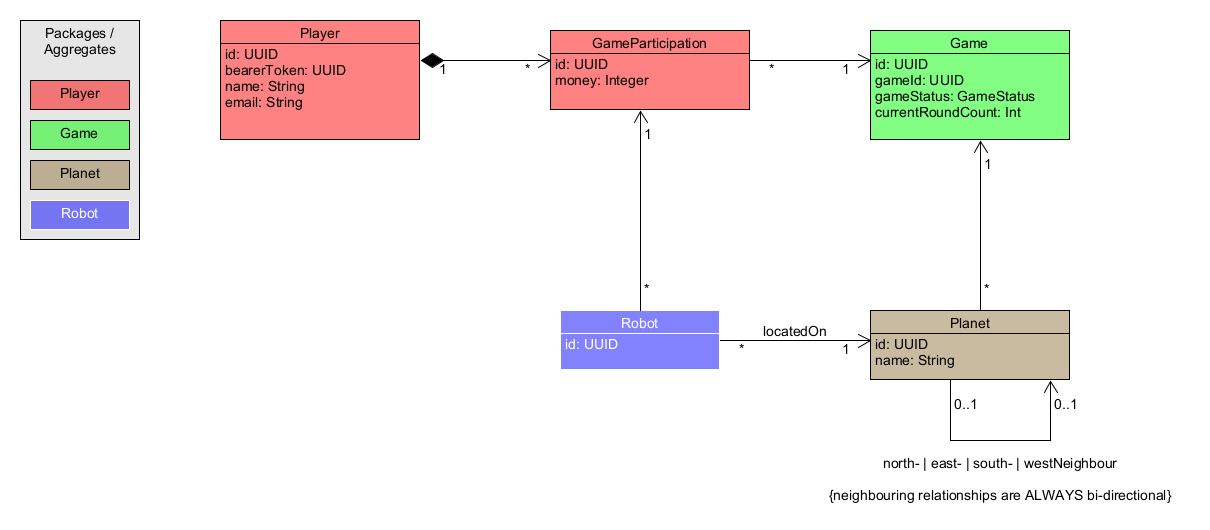 Packages /
Aggregates
Player
Game
Planet
Robot
Player
id: UUID
bearerToken: UUID
name: String
email: String
1
*
GameParticipation
id: UUID
money: Integer
*
1
Game
id: UUID
gameId: UUID
gameStatus: GameStatus
currentRoundCount: Int
1
*
1
*
Robot
id: UUID
locatedOn
*
1
Planet
id: UUID
name: String
0..1
0..1
north- | east- | south- | westNeighbour
{neighbouring relationships are ALWAYS bi-directional}